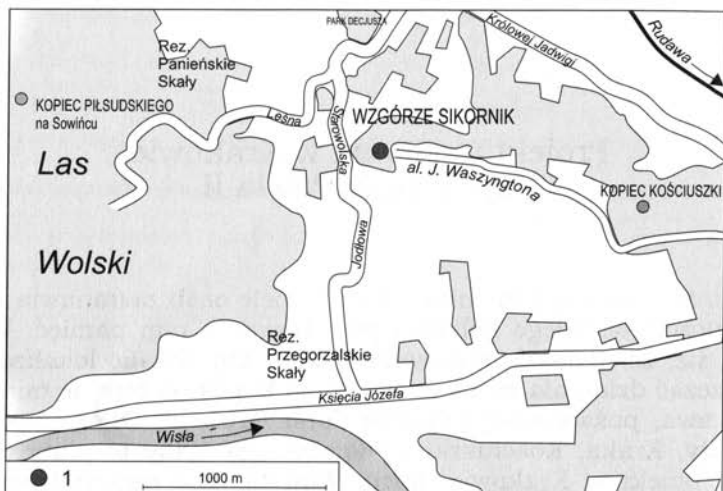 PARK DECJUSZA
Królowej Jadwigi
Rudawa
Rez.
Panieńskie
Skały
KOPIEC PIŁSUDSKIEGO
na Sowińcu
Leśna
Starowolska
WZGÓRZE SIKORNIK
Las
al. J. Waszyngtona
KOPIEC KOŚCIUSZKI
Jodłowa
Wolski
Rez.
Przegorzalskie
Skały
Księcia Józefa
Wisła
1
1000 m